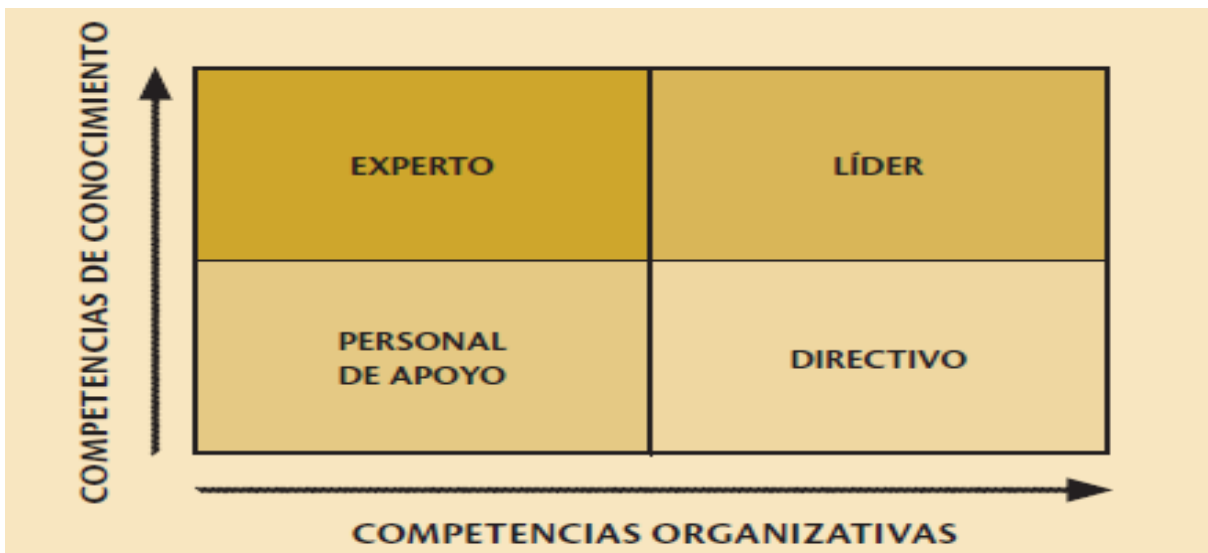 COMPETENCIAS DE CONOCIMIENTO
EXPERTO
LÍDER
PERSONAL
DE APOYO
DIRECTIVO
COMPETENCIAS ORGANIZATIVAS